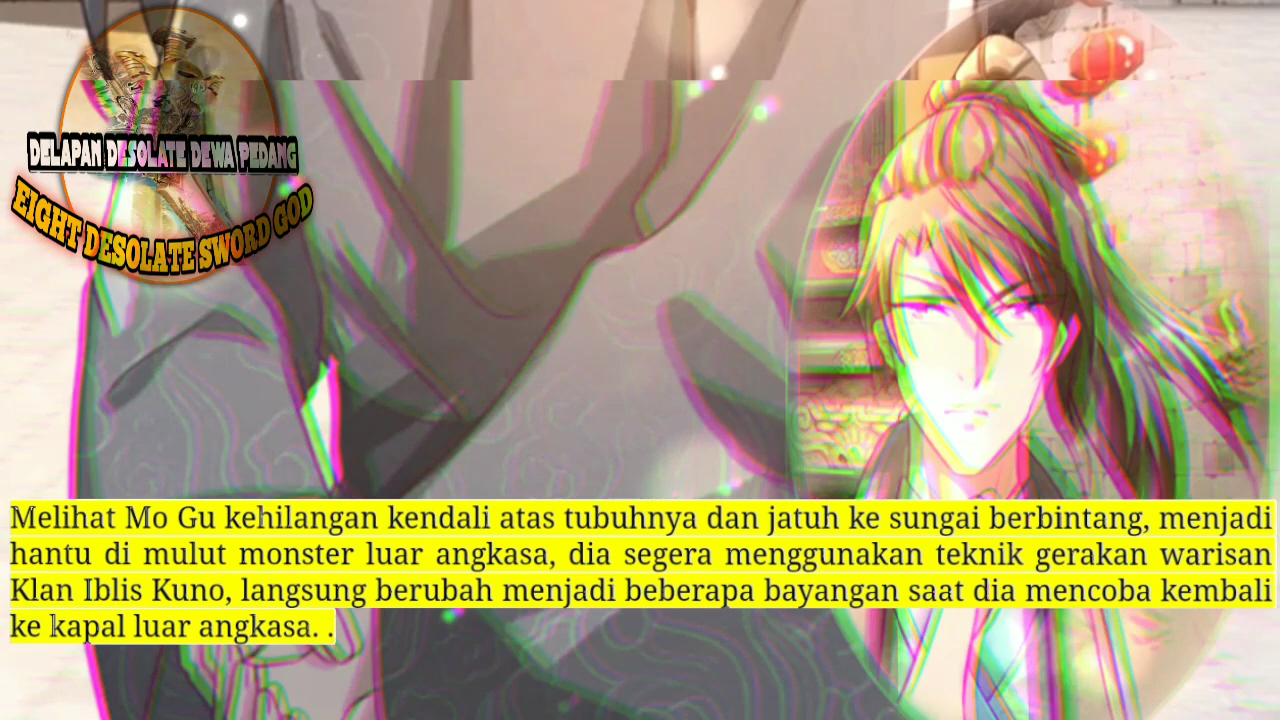 DELAPAN DESOLATE DEWA PEDANG
EIGHT DESOLATE SWORD GOD
Melihat Mo Gu kehilangan kendali atas tubuhnya dan jatuh ke sungai berbintang, menjadi
hantu di mulut monster luar angkasa, dia segera menggunakan teknik gerakan warisan
Klan Iblis Kuno, langsung berubah menjadi beberapa bayangan saat dia mencoba kembali
ke kapal luar angkasa. .